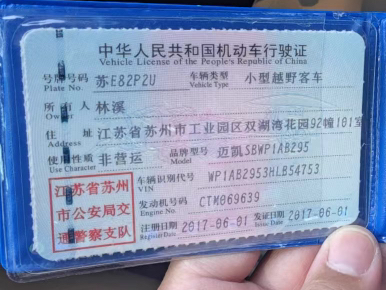 中华人民共和国机动车行驶证
Vehicle License of the People's Republic of China
号牌号码 苏E82P2U 车辆类型 小型越野客车
Plate No. Vehicle Type
所有人 林溪
Owner
住址 江苏省苏州市工业园区双湖湾花园92幢101室
Address
使用性质 非营运 品牌型号 迈凯SBWP1AB295
Use Character Model
江苏省苏州市公安局交通警察支队
车辆识别代号 WP1AB2953HLB54753
VIN
发动机号码 CTM069639
Engine No.
注册日期 2017-06-01 发证日期 2017-06-01
Register Date Issue Date